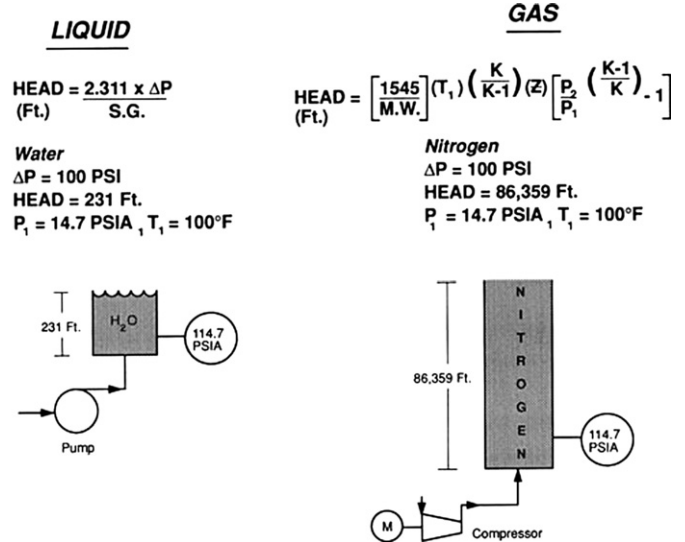 LIQUID
HEAD = 2.311 x ΔP
(Ft.) S.G.
Water
ΔP = 100 PSI
HEAD = 231 Ft.
P₁ = 14.7 PSIA , T₁ = 100°F
231 Ft.
H₂O
114.7
PSIA
Pump
GAS
HEAD = [1545/M.W.] (T₁) (K/K-1) (Z) [P₂/P₁ (K-1/K) - 1]
(Ft.)
Nitrogen
ΔP = 100 PSI
HEAD = 86,359 Ft.
P₁ = 14.7 PSIA , T₁ = 100°F
86,359 Ft.
NITROGEN
114.7
PSIA
M
Compressor